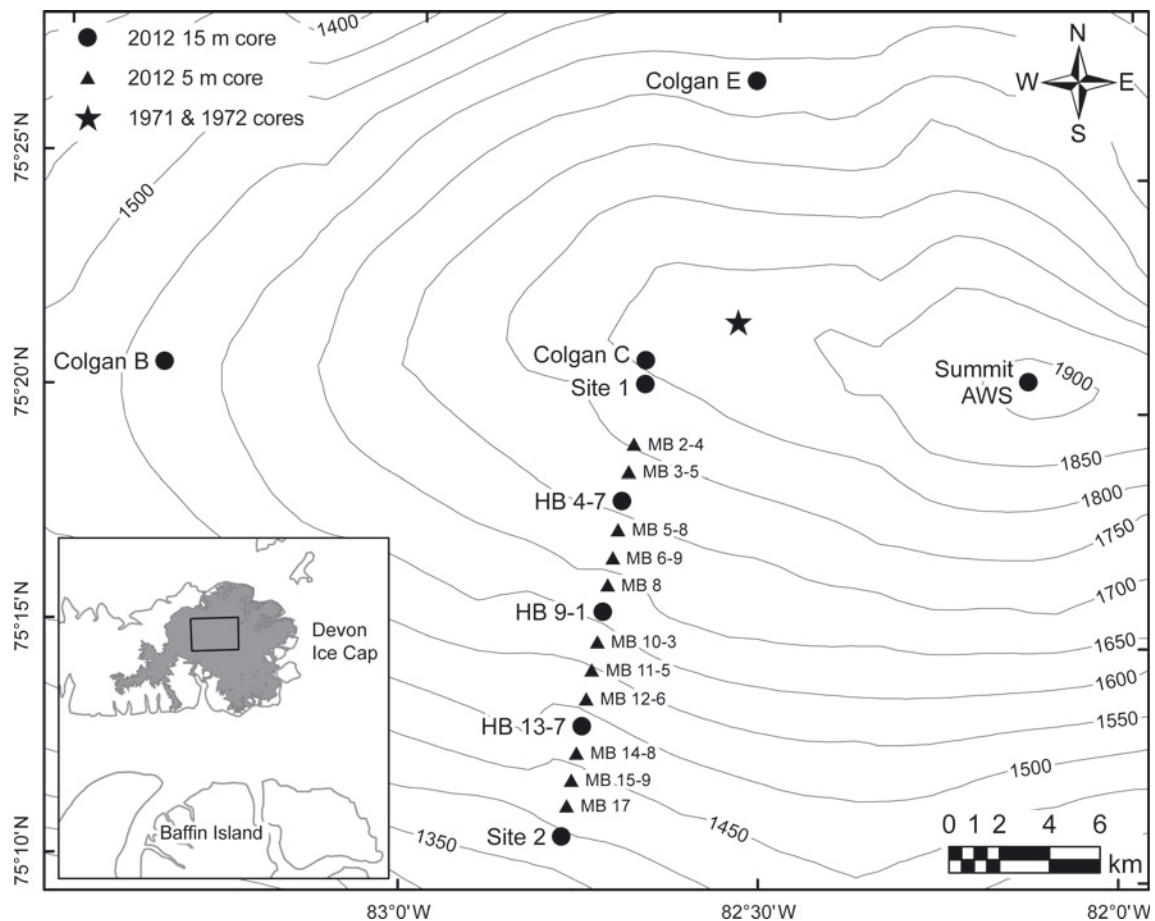 1400
2012 15 m core
2012 5 m core
1971 & 1972 cores
N
W E
S
Colgan E
75°25'N
1500
Colgan B
Colgan C
Site 1
Summit
AWS
1900
75°20'N
MB 2-4
1850
MB 3-5
HB 4-7
1800
MB 5-8
1750
MB 6-9
MB 8
1700
HB 9-1
75°15'N
Devon
Ice Cap
MB 10-3
1650
MB 11-5
1600
MB 12-6
1550
HB 13-7
MB 14-8
1500
MB 15-9
MB 17
Baffin Island
1350
Site 2
1450
75°10'N
0 1 2 4 6
km
83°0'W
82°30'W
82°0'W